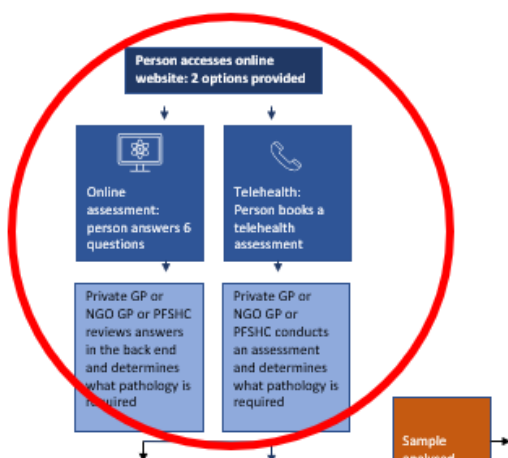 Person accesses online
website: 2 options provided
Online
assessment:
person answers 6
questions
Telehealth:
Person books a
telehealth
assessment
Private GP or
NGO GP or PFSHC
reviews answers
in the back end
and determines
what pathology is
required
Private GP or
NGO GP or
PFSHC conducts
an assessment
and determines
what pathology is
required
Sample
analysed